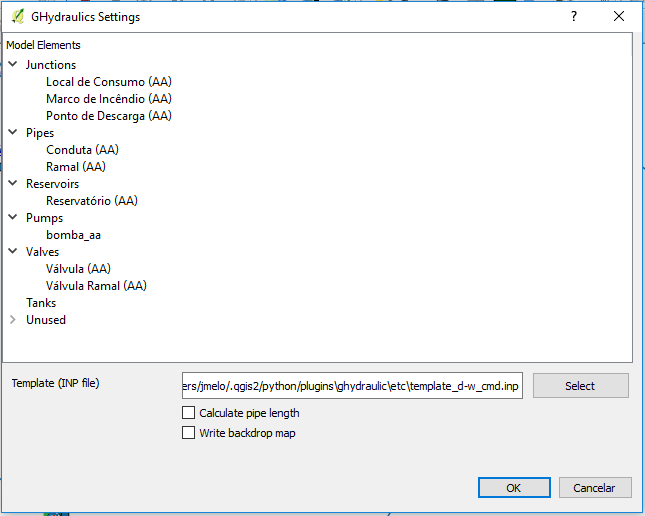 GHydraulics Settings
Model Elements
Junctions
Local de Consumo (AA)
Marco de Incêndio (AA)
Ponto de Descarga (AA)
Pipes
Conduta (AA)
Ramal (AA)
Reservoirs
Reservatório (AA)
Pumps
bomba_aa
Valves
Válvula (AA)
Válvula Ramal (AA)
Tanks
Unused
Template (INP file) ers/jmelo/.qgis2/python/plugins\ghydraulic\etc\template_d-w_cmd.inp Select
Calculate pipe length
Write backdrop map
OK Cancelar